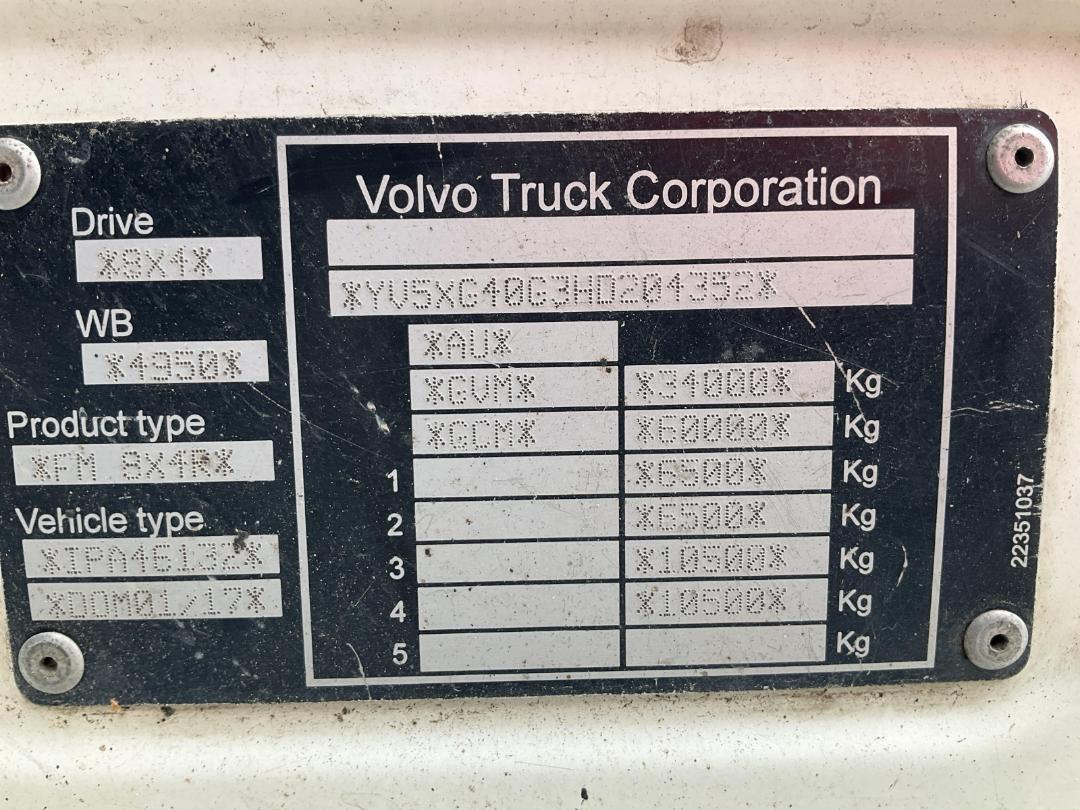 Drive
*8X4*
WB
*4950*
Product type
*FM 8X4R*
Vehicle type
*IPA46132*
*DOM01/17*
Volvo Truck Corporation
*YV5XG40G3HD204352*
*AU*
*GVM* *34000* Kg
*GCM* *60000* Kg
1 *6500* Kg
2 *6500* Kg
3 *10500* Kg
4 *10500* Kg
5 Kg
22351037